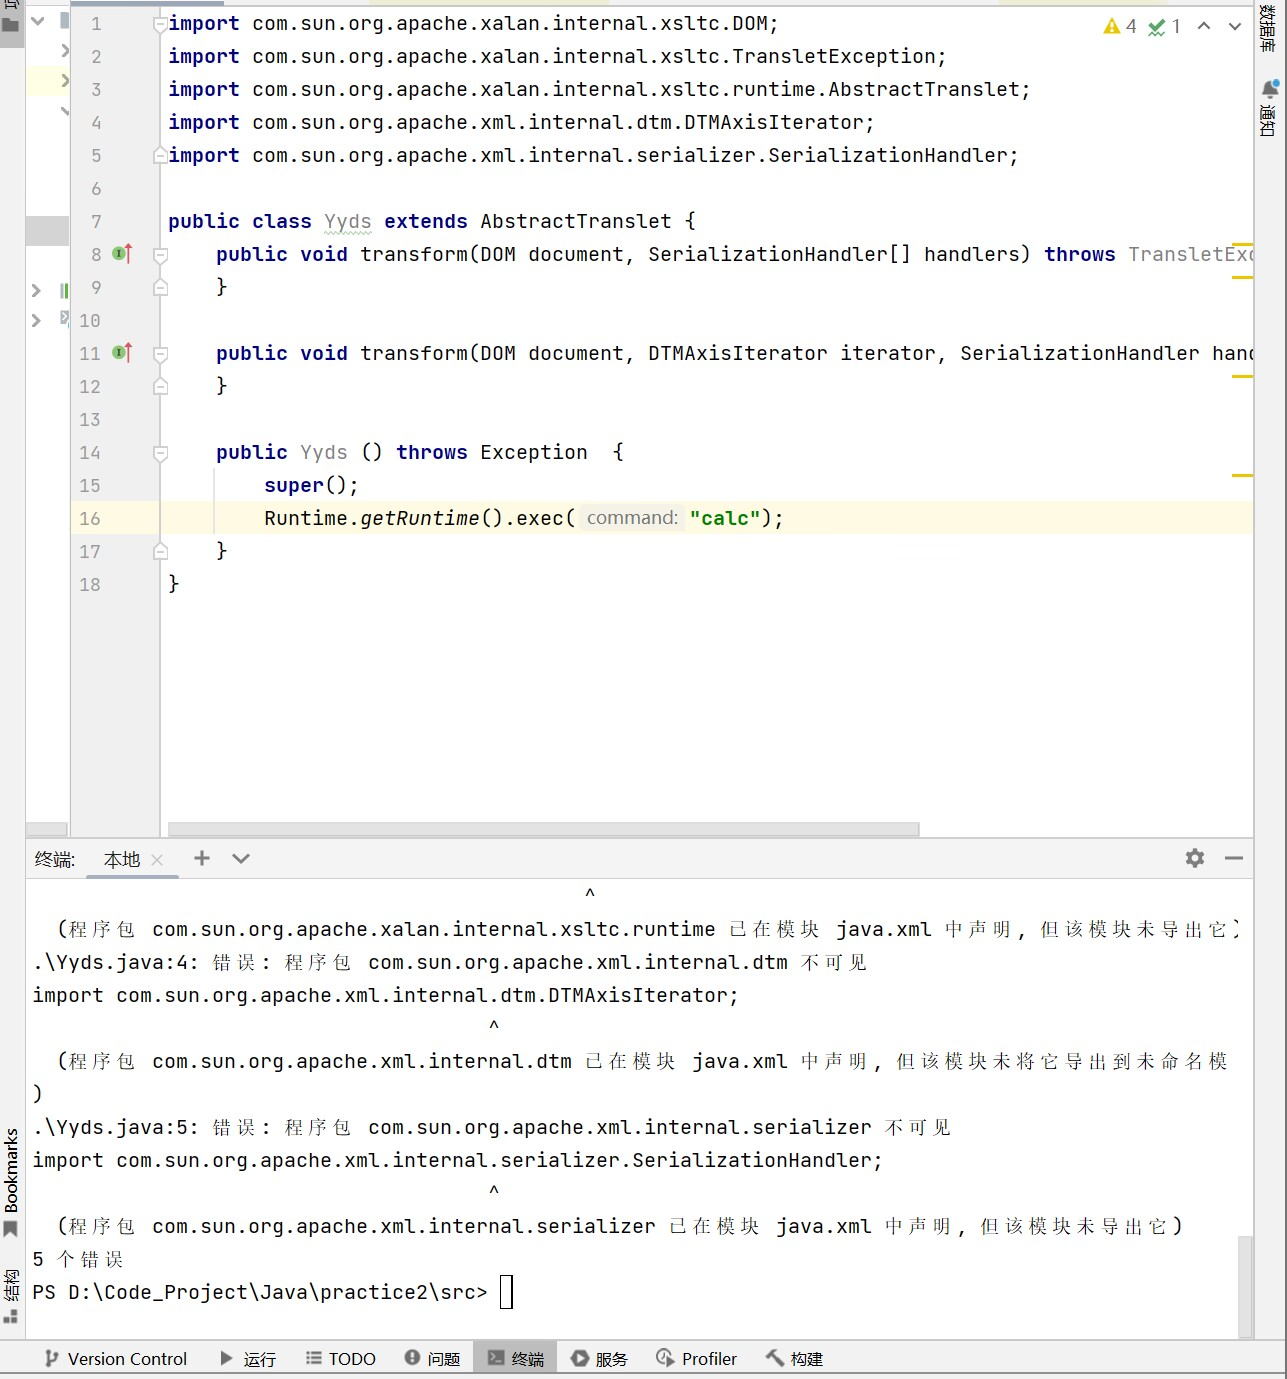 1 import com.sun.org.apache.xalan.internal.xsltc.DOM;
4 1
2 import com.sun.org.apache.xalan.internal.xsltc.TransletException;
3 import com.sun.org.apache.xalan.internal.xsltc.runtime.AbstractTranslet;
4 import com.sun.org.apache.xml.internal.dtm.DTMAxisIterator;
5 import com.sun.org.apache.xml.internal.serializer.SerializationHandler;
6
7 public class Yyds extends AbstractTranslet {
8 public void transform(DOM document, SerializationHandler[] handlers) throws TransletExc
9 }
10
11 public void transform(DOM document, DTMAxisIterator iterator, SerializationHandler hand
12 }
13
14 public Yyds () throws Exception {
15 super();
16 Runtime.getRuntime().exec( command: "calc");
17 }
18 }
数据库
通知
终端: 本地
^
(程序包 com.sun.org.apache.xalan.internal.xsltc.runtime 已在模块 java.xml 中声明, 但该模块未导出它)
.\Yyds.java:4: 错误: 程序包 com.sun.org.apache.xml.internal.dtm 不可见
import com.sun.org.apache.xml.internal.dtm.DTMAxisIterator;
^
(程序包 com.sun.org.apache.xml.internal.dtm 已在模块 java.xml 中声明, 但该模块未将它导出到未命名模
)
.\Yyds.java:5: 错误: 程序包 com.sun.org.apache.xml.internal.serializer 不可见
import com.sun.org.apache.xml.internal.serializer.SerializationHandler;
^
(程序包 com.sun.org.apache.xml.internal.serializer 已在模块 java.xml 中声明, 但该模块未导出它)
5 个错误
PS D:\Code_Project\Java\practice2\src>
Bookmarks
结构
Version Control 运行 TODO 问题 终端 服务 Profiler 构建